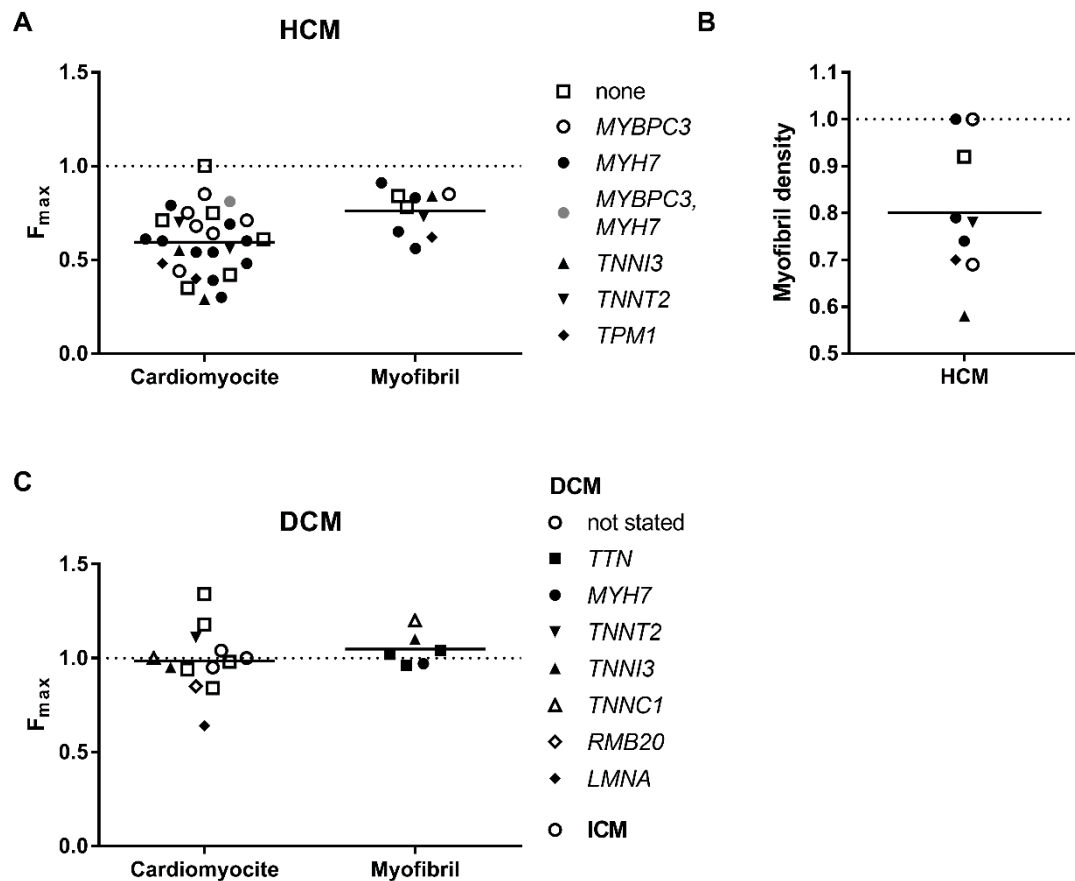 A
HCM
1.5
1.0
0.5
0.0
Fmax
Cardiomyocite
Myofibril
none
MYBPC3
MYH7
MYBPC3,
MYH7
TNNI3
TNNT2
TPM1
B
1.1
1.0
0.9
0.8
0.7
0.6
0.5
Myofibril density
HCM
C
DCM
1.5
1.0
0.5
0.0
Fmax
Cardiomyocite
Myofibril
DCM
not stated
TTN
MYH7
TNNT2
TNNI3
TNNC1
RMB20
LMNA
ICM